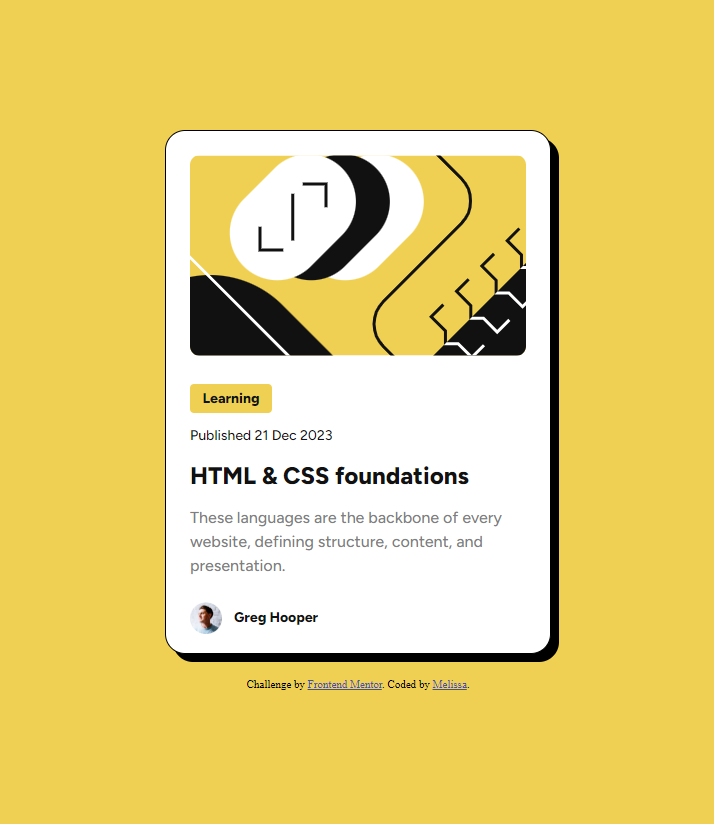 Learning
Published 21 Dec 2023
HTML & CSS foundations
These languages are the backbone of every
website, defining structure, content, and
presentation.
Greg Hooper
Challenge by Frontend Mentor. Coded by Melissa.